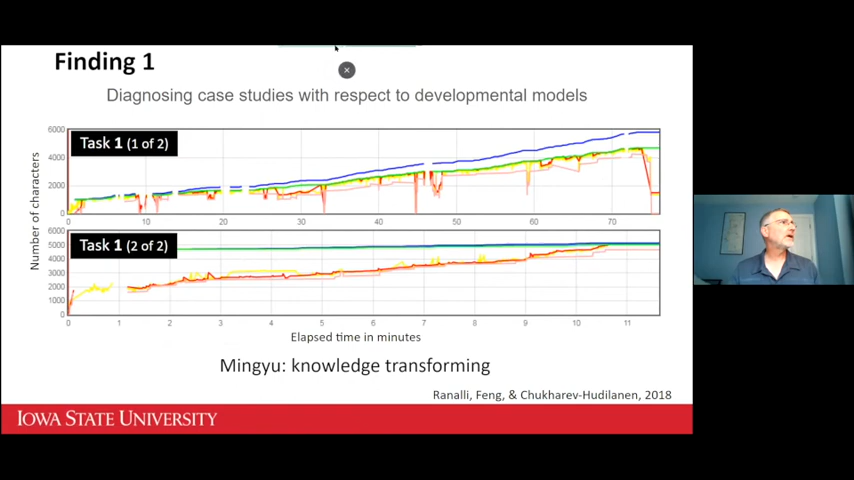 Finding 1
Diagnosing case studies with respect to developmental models
Number of characters
6000
4000
2000
0
Task 1 (1 of 2)
0 10 20 30 40 50 60 70
6000
5000
4000
3000
2000
1000
0
Task 1 (2 of 2)
0 1 2 3 4 5 6 7 8 9 10 11
Elapsed time in minutes
Mingyu: knowledge transforming
Ranalli, Feng, & Chukharev-Hudilainen, 2018
IOWA STATE UNIVERSITY